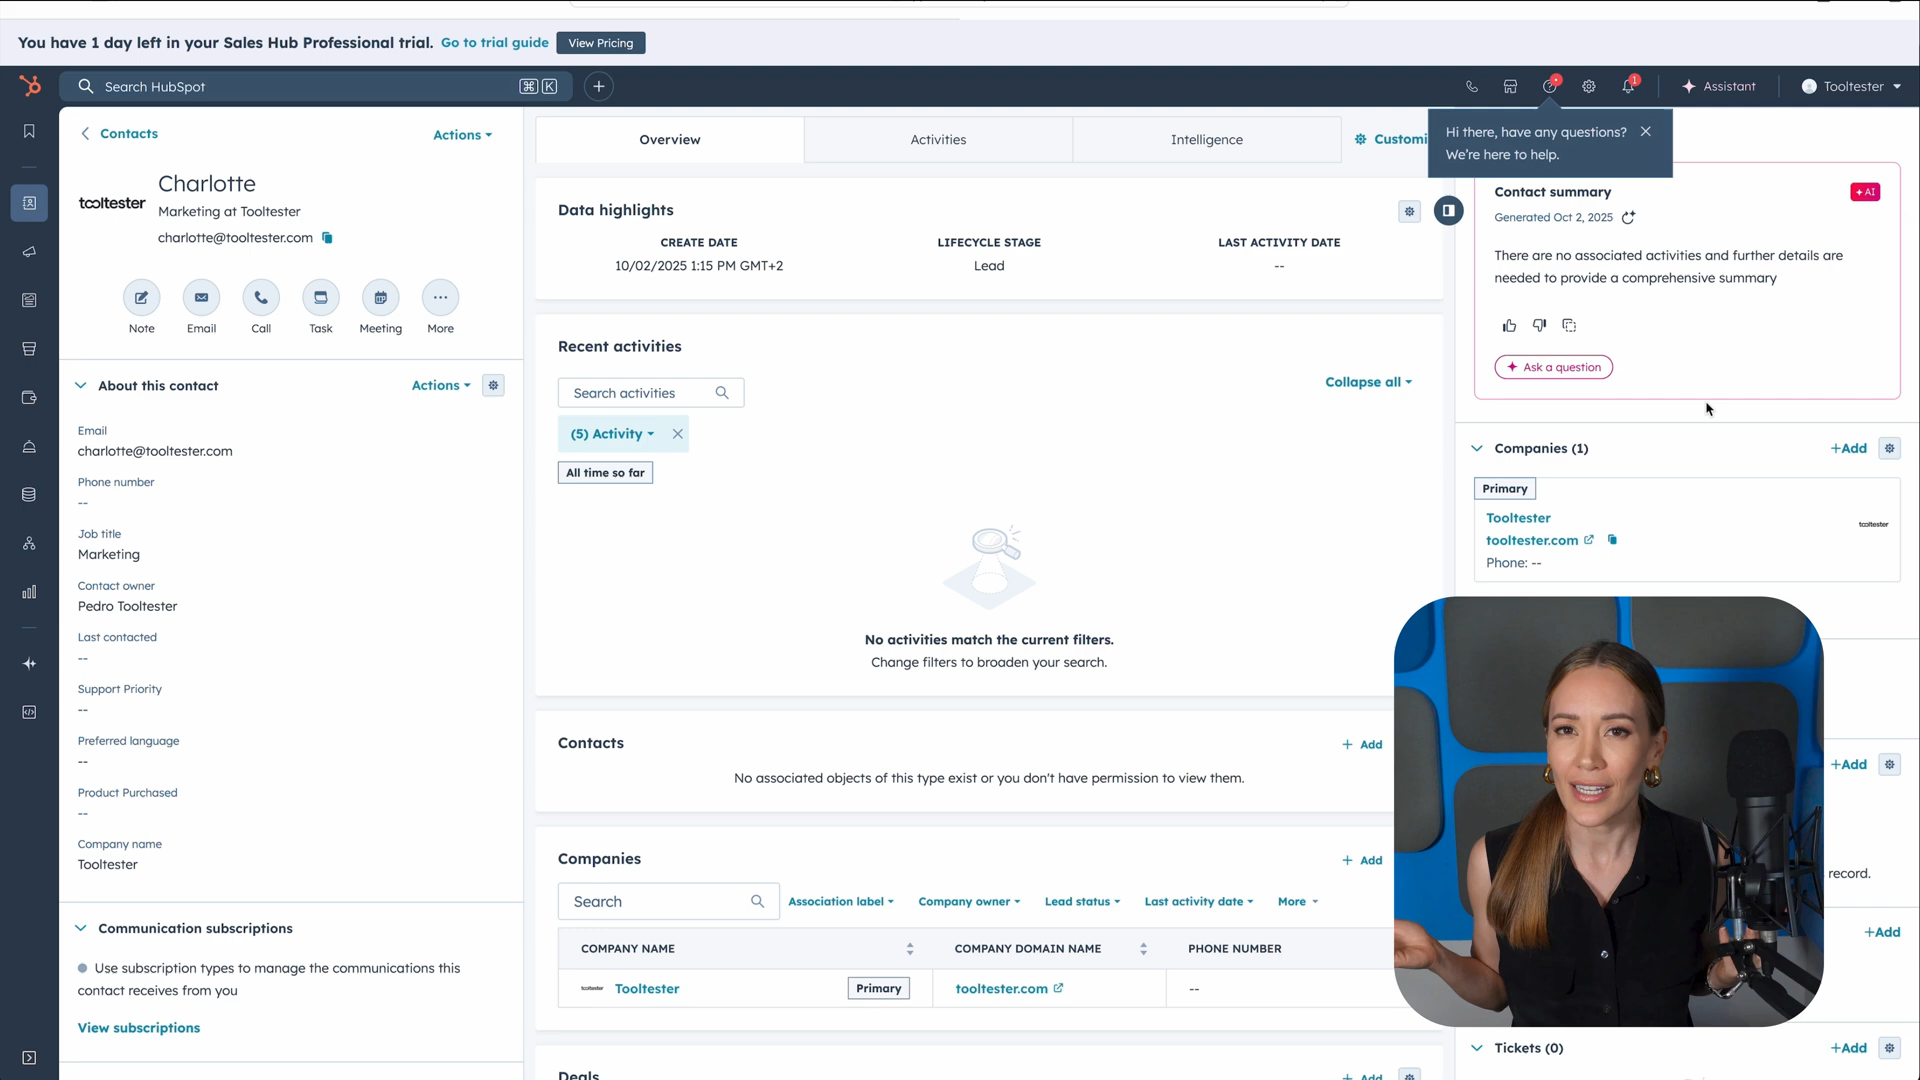 You have 1 day left in your Sales Hub Professional trial. Go to trial guide View Pricing
Search HubSpot ⌘ K
Assistant
Tooltester
Contacts
Actions
tooltester
Charlotte
Marketing at Tooltester
charlotte@tooltester.com
Note Email Call Task Meeting More
About this contact Actions
Email
charlotte@tooltester.com
Phone number
--
Job title
Marketing
Contact owner
Pedro Tooltester
Last contacted
--
Support Priority
--
Preferred language
--
Product Purchased
--
Company name
Tooltester
Communication subscriptions
Use subscription types to manage the communications this
contact receives from you
View subscriptions
Overview Activities Intelligence Customi
Data highlights
CREATE DATE LIFECYCLE STAGE LAST ACTIVITY DATE
10/02/2025 1:15 PM GMT+2 Lead --
Recent activities
Search activities
Collapse all
(5) Activity
All time so far
No activities match the current filters.
Change filters to broaden your search.
Contacts
+ Add
No associated objects of this type exist or you don't have permission to view them.
Companies
+ Add
Search Association label Company owner Lead status Last activity date More
COMPANY NAME COMPANY DOMAIN NAME PHONE NUMBER
tooltester Tooltester Primary tooltester.com --
Deals
+ Add
Hi there, have any questions?
We're here to help.
1
Contact summary
AI
Generated Oct 2, 2025
There are no associated activities and further details are
needed to provide a comprehensive summary
Ask a question
Companies (1) +Add
Primary
Tooltester
tooltester.com
Phone: --
tooltester
+Add
record.
+Add
Tickets (0) +Add